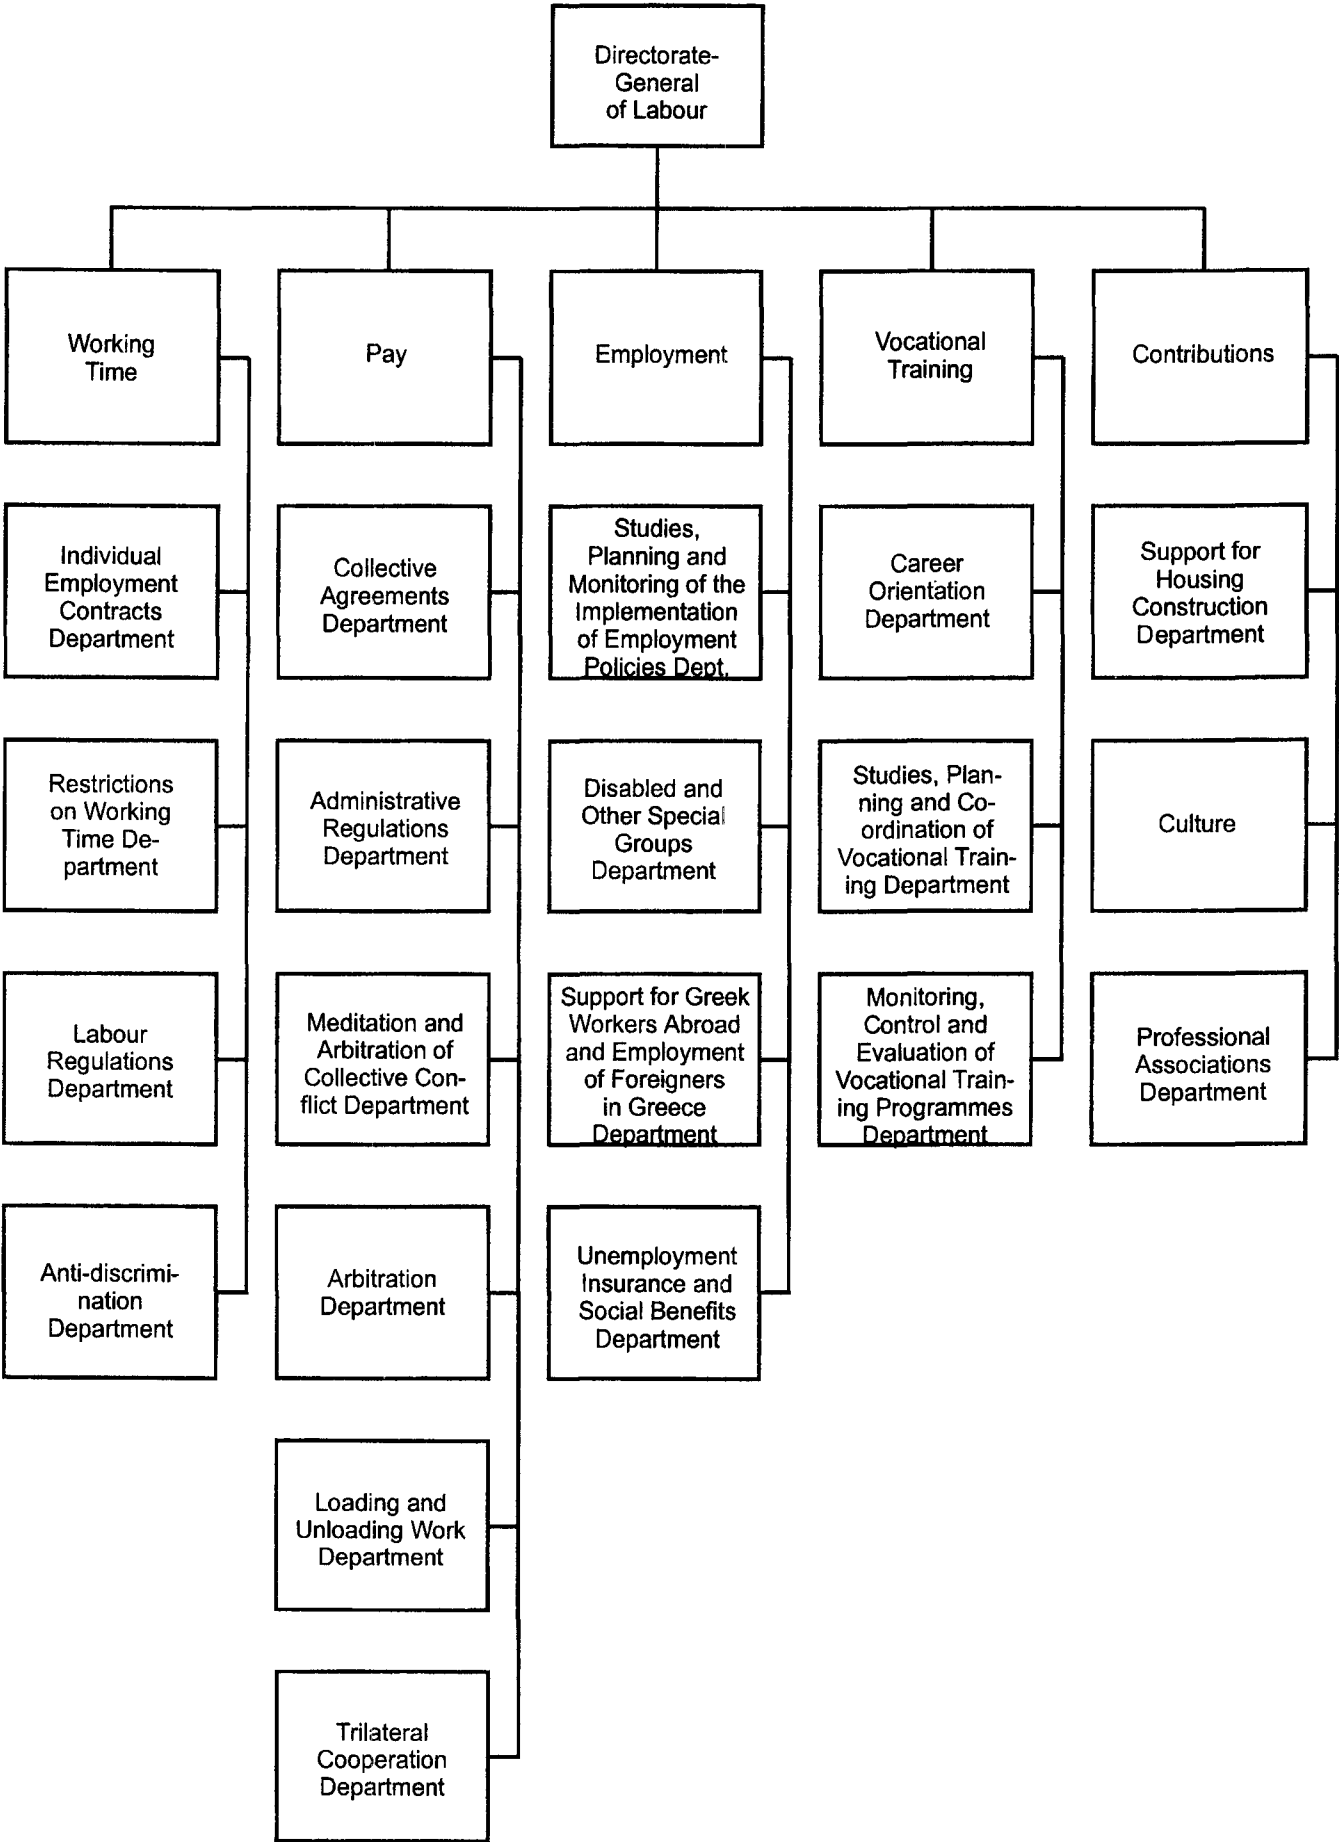 Directorate-
General
of Labour
Working
Time
Pay
Employment
Vocational
Training
Contributions
Individual
Employment
Contracts
Department
Collective
Agreements
Department
Studies,
Planning and
Monitoring of the
Implementation
of Employment
Policies Dept.
Career
Orientation
Department
Support for
Housing
Construction
Department
Restrictions
on Working
Time De-
partment
Administrative
Regulations
Department
Disabled and
Other Special
Groups
Department
Studies, Plan-
ning and Co-
ordination of
Vocational Train-
ing Department
Culture
Labour
Regulations
Department
Meditation and
Arbitration of
Collective Con-
flict Department
Support for Greek
Workers Abroad
and Employment
of Foreigners
in Greece
Department
Monitoring,
Control and
Evaluation of
Vocational Train-
ing Programmes
Department
Professional
Associations
Department
Anti-discrimi-
nation
Department
Arbitration
Department
Unemployment
Insurance and
Social Benefits
Department
Loading and
Unloading Work
Department
Trilateral
Cooperation
Department